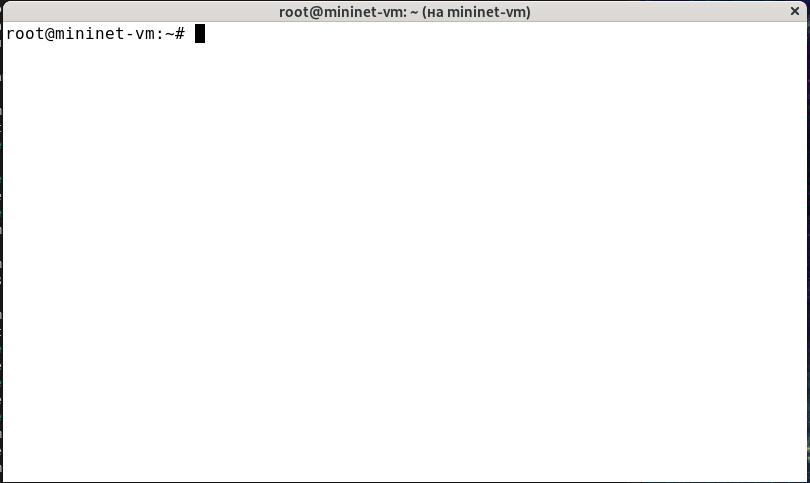 root@mininet-vm: ~ (на mininet-vm)
root@mininet-vm:~#